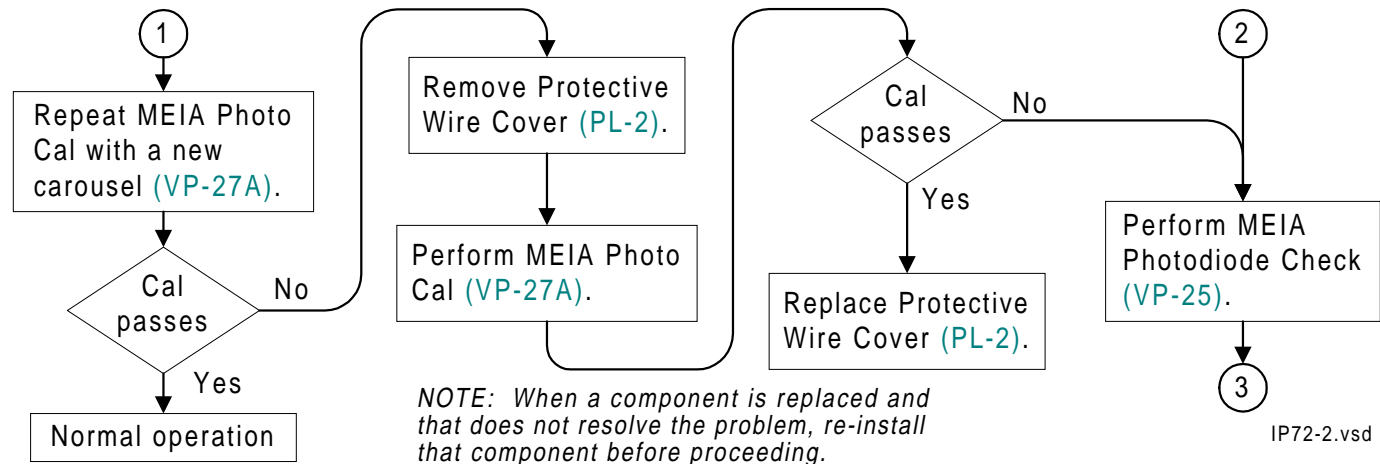 1
Repeat MEIA Photo
Cal with a new
carousel (VP-27A).
Cal
passes
No
Yes
Normal operation
Remove Protective
Wire Cover (PL-2).
Perform MEIA Photo
Cal (VP-27A).
NOTE: When a component is replaced and
that does not resolve the problem, re-install
that component before proceeding.
Cal
passes
No
Yes
Replace Protective
Wire Cover (PL-2).
2
Perform MEIA
Photodiode Check
(VP-25).
3
IP72-2.vsd